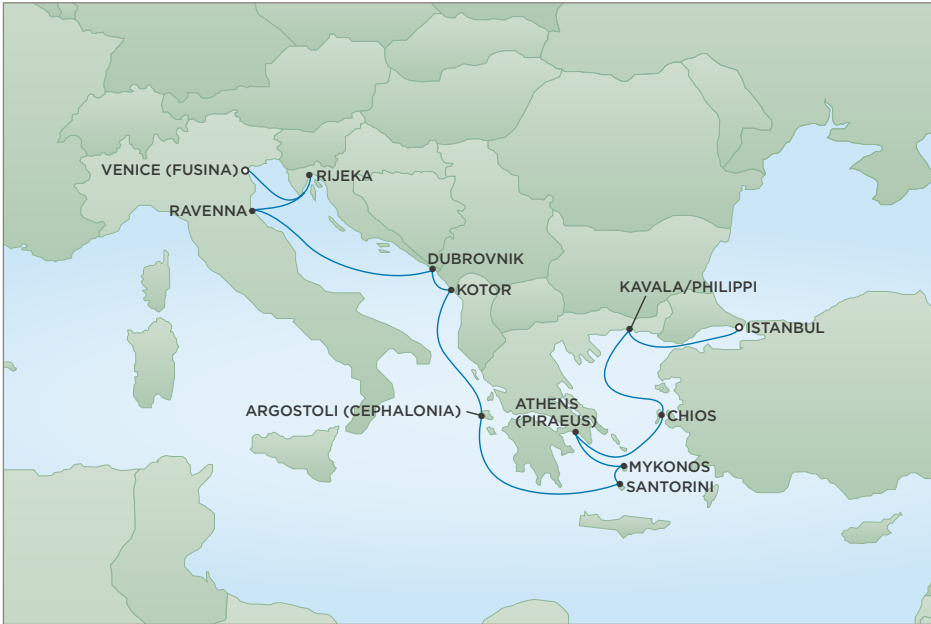 VENICE (FUSINA)
RIJEKA
RAVENNA
DUBROVNIK
KOTOR
KAVALA/PHILIPPI
ISTANBUL
ARGOSTOLI (CEPHALONIA)
ATHENS
(PIRAEUS)
CHIOS
MYKONOS
SANTORINI